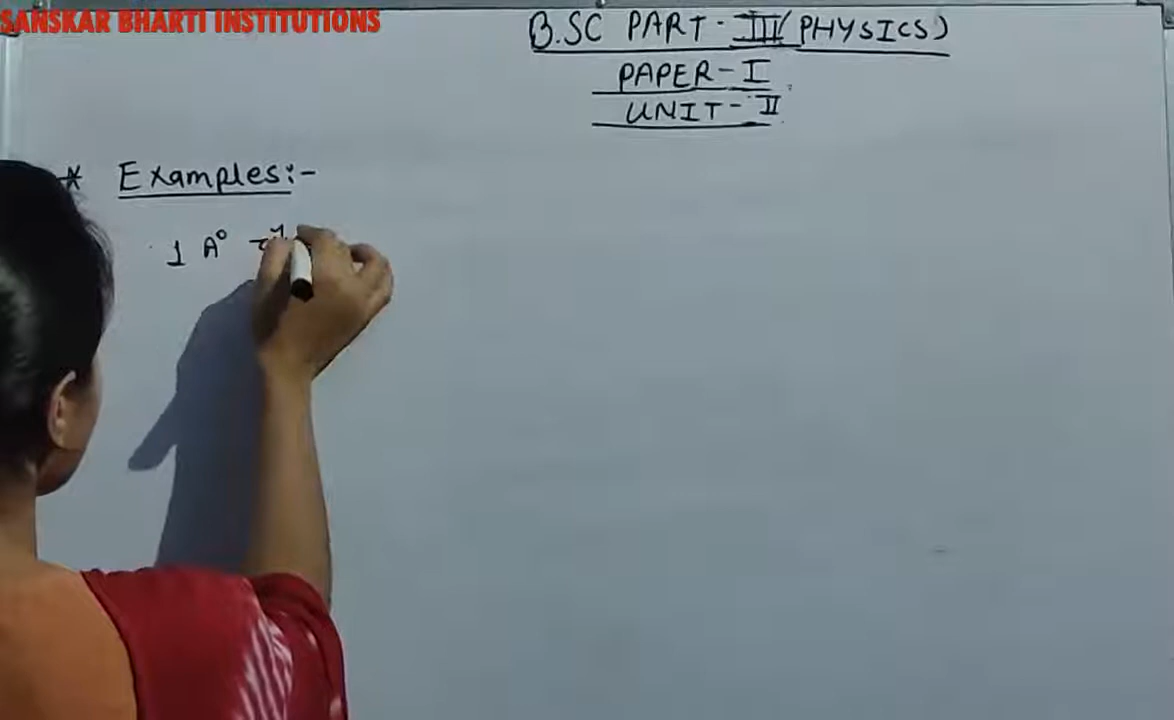 SANSKAR BHARTI INSTITUTIONS
B.SC PART-III (PHYSICS)
PAPER-I
UNIT-II
* Examples:-
1 A°